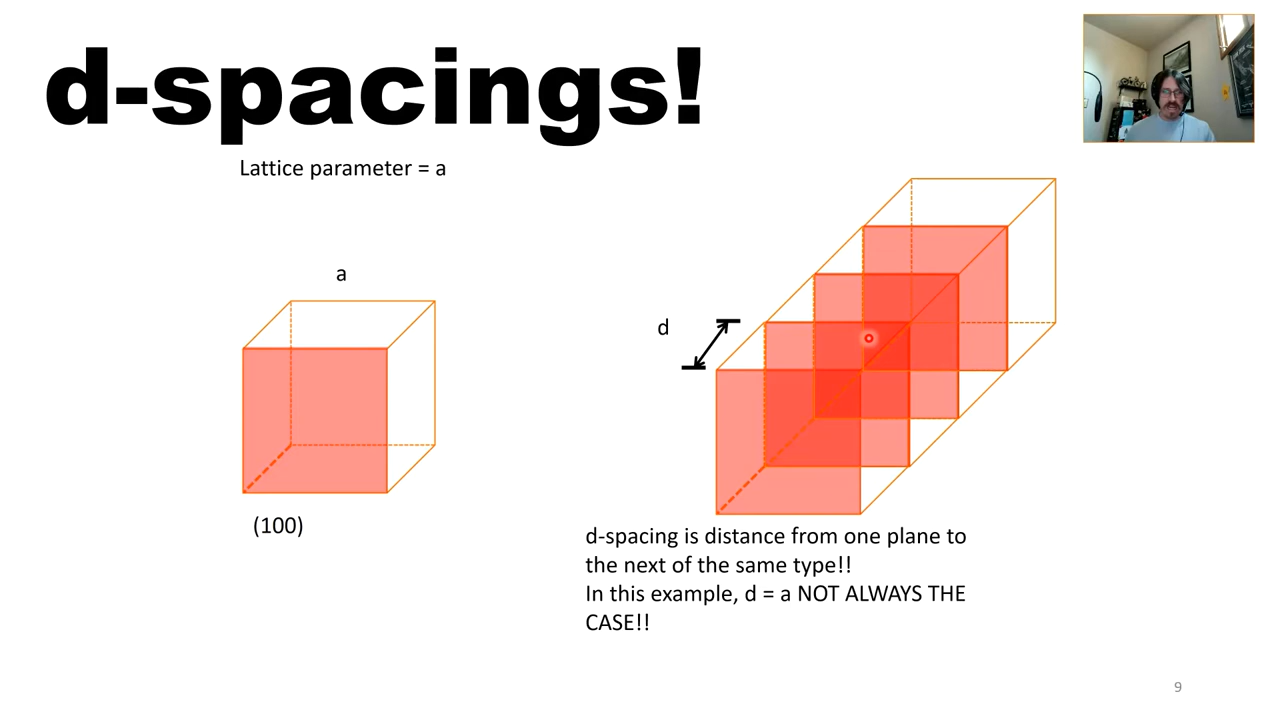 d-spacings!
Lattice parameter = a
a
(100)
d
d-spacing is distance from one plane to
the next of the same type!!
In this example, d = a NOT ALWAYS THE
CASE!!
9